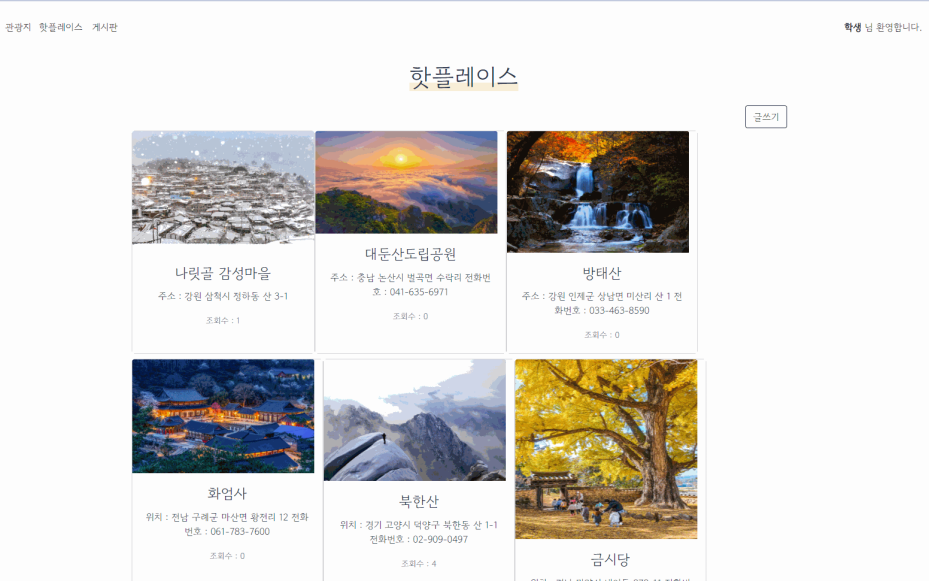 관광지 핫플레이스 게시판
학생 님 환영합니다.
핫플레이스
글쓰기
나릿골 감성마을
주소 : 강원 삼척시 정하동 산 3-1
조회수 : 1
대둔산도립공원
주소 : 충남 논산시 벌곡면 수락리 전화번
호 : 041-635-6971
조회수 : 0
방태산
주소 : 강원 인제군 상남면 미산리 산 1 전
화번호 : 033-463-8590
조회수 : 0
화엄사
위치 : 전남 구례군 마산면 황전리 12 전화
번호 : 061-783-7600
조회수 : 0
북한산
위치 : 경기 고양시 덕양구 북한동 산 1-1
전화번호 : 02-909-0497
조회수 : 4
금시당